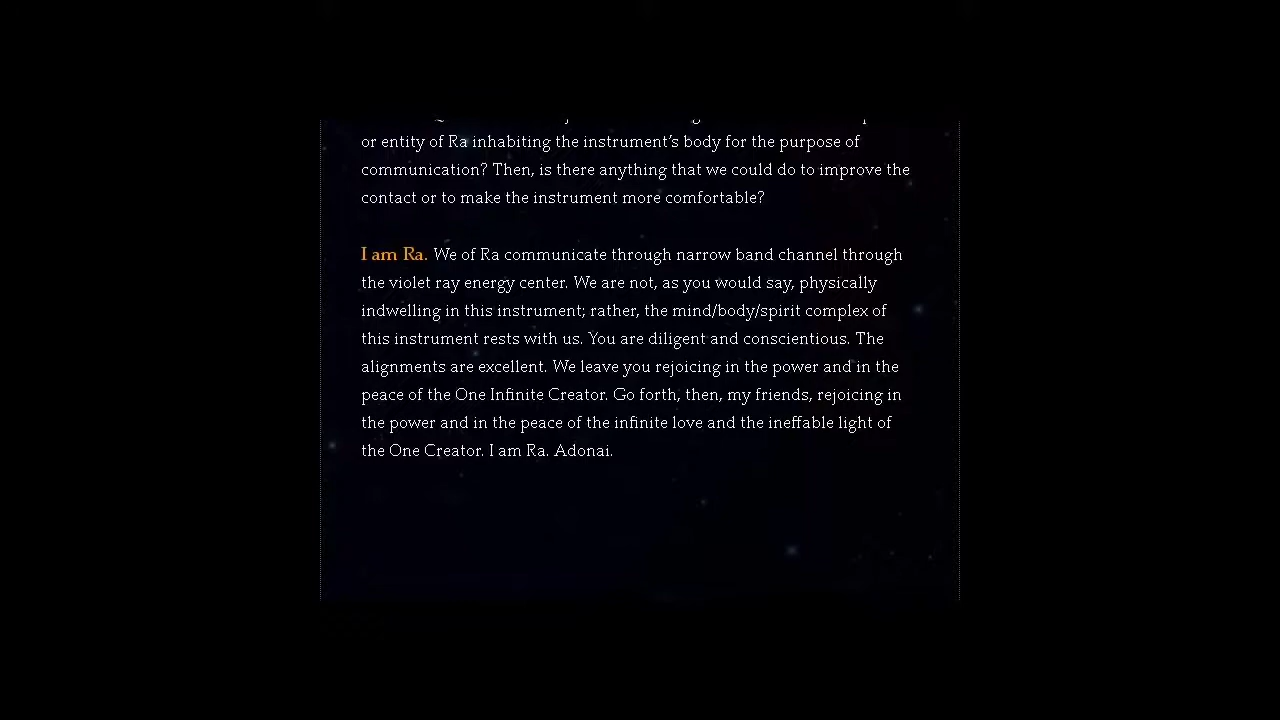 or entity of Ra inhabiting the instrument's body for the purpose of
communication? Then, is there anything that we could do to improve the
contact or to make the instrument more comfortable?
I am Ra. We of Ra communicate through narrow band channel through
the violet ray energy center. We are not, as you would say, physically
indwelling in this instrument; rather, the mind/body/spirit complex of
this instrument rests with us. You are diligent and conscientious. The
alignments are excellent. We leave you rejoicing in the power and in the
peace of the One Infinite Creator. Go forth, then, my friends, rejoicing in
the power and in the peace of the infinite love and the ineffable light of
the One Creator. I am Ra. Adonai.